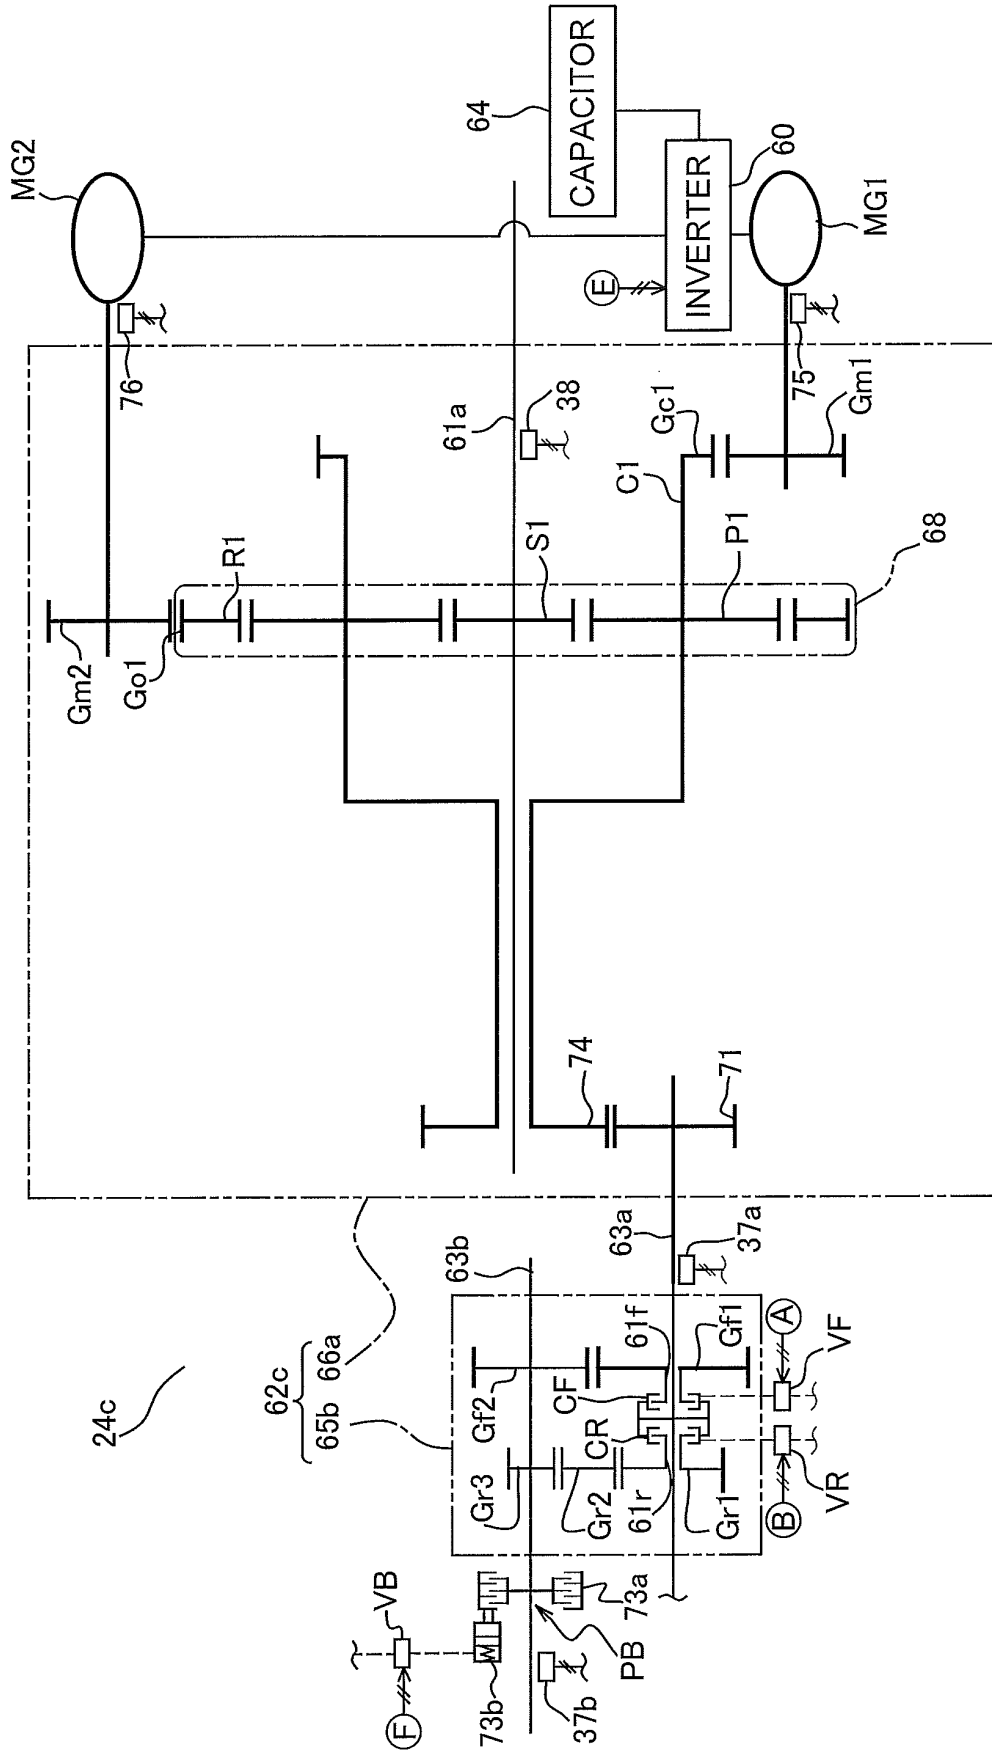 MG2
64
CAPACITOR
60
INVERTER
E
MG1
76
75
61a
38
Gc1
C1
Gm1
R1
S1
P1
68
Gm2
Go1
74
71
24c
62c
65b 66a
63b
63a
37a
Gf2
CF
61f
Gf1
A
VF
Gr3
CR
Gr2
61r
Gr1
B
VR
VB
F
73b
73a
37b
PB